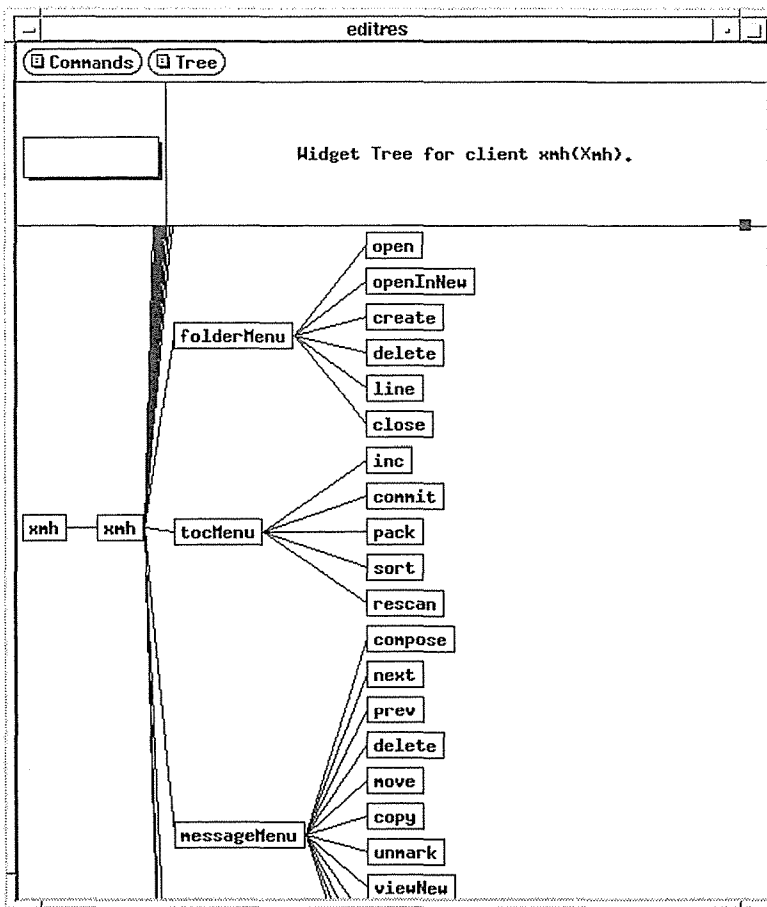 editres
Commands Tree
Widget Tree for client xmh(Xmh).
open
openInNew
create
folderMenu
delete
line
close
inc
commit
xmh xmh tocMenu pack
sort
rescan
compose
next
prev
delete
move
copy
messageMenu
unmark
viewNew